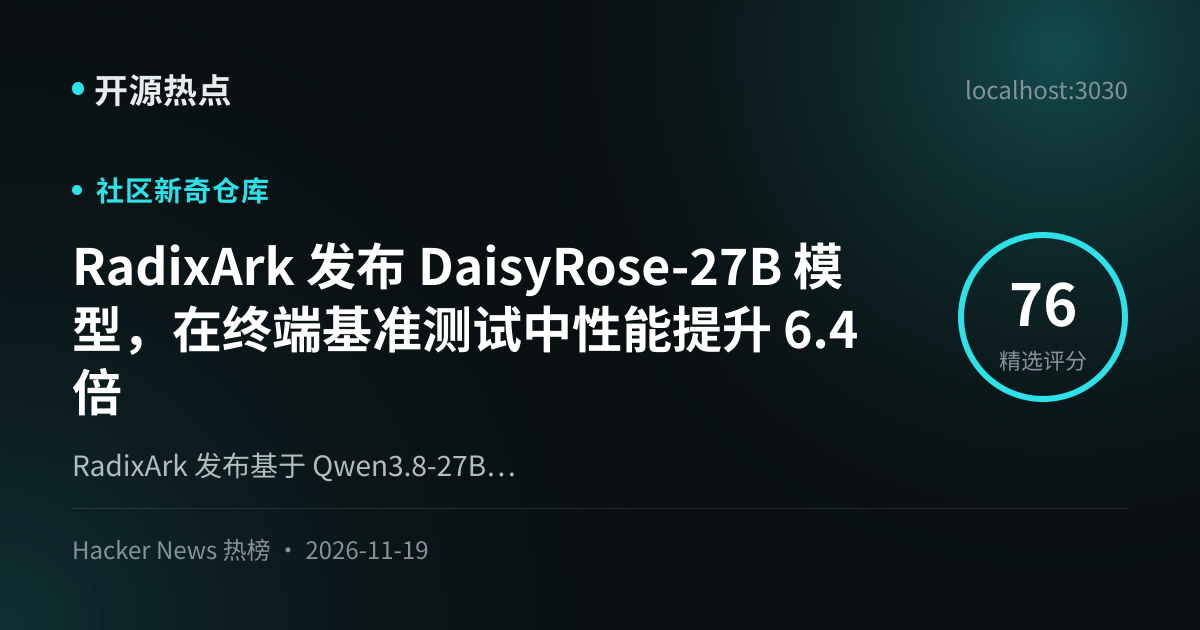 开源热点
localhost:3030
社区新奇仓库
RadixArk 发布 DaisyRose-27B 模
型，在终端基准测试中性能提升 6.4
倍
76
精选评分
RadixArk 发布基于 Qwen3.8-27B…
Hacker News 热榜 · 2026-11-19